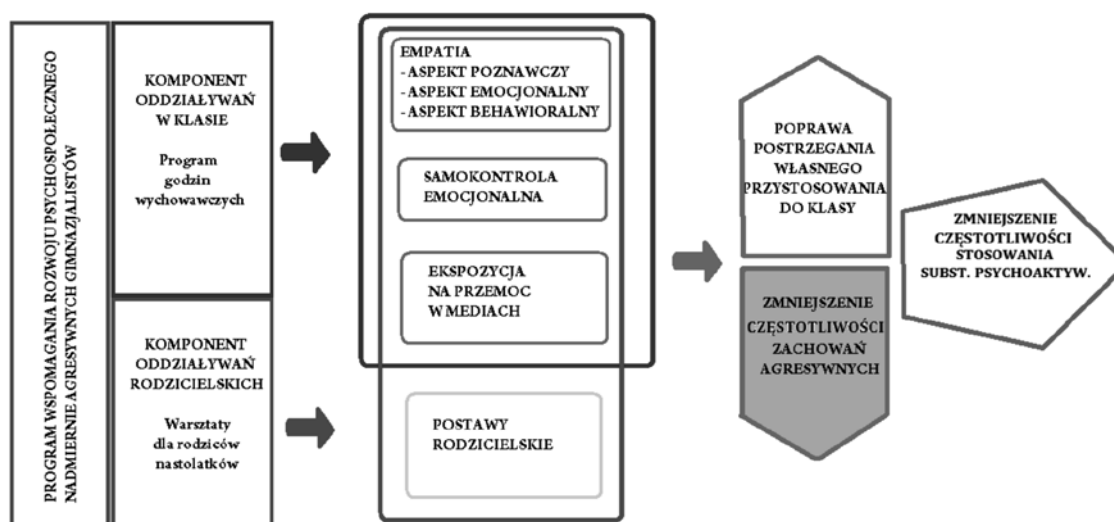 PROGRAM WSPOMAGANIA ROZWOJU PSYCHOSPOŁECZNEGO
NADMIERNIE AGRESYWNYCH GIMNAZJALISTÓW
KOMPONENT
ODDZIAŁYWAŃ
W KLASIE
Program
godzin
wychowawczych
KOMPONENT
ODDZIAŁYWAŃ
RODZICIELSKICH
Warsztaty
dla rodziców
nastolatków
EMPATIA
- ASPEKT POZNAWCZY
- ASPEKT EMOCJONALNY
- ASPEKT BEHAWIORALNY
SAMOKONTROLA
EMOCJONALNA
EKSPOZYCJA
NA PRZEMOC
W MEDIACH
POSTAWY
RODZICIELSKIE
POPRAWA
POSTRZEGANIA
WŁASNEGO
PRZYSTOSOWANIA
DO KLASY
ZMNIEJSZENIE
CZĘSTOTLIWOŚCI
ZACHOWAŃ
AGRESYWNYCH
ZMNIEJSZENIE
CZĘSTOTLIWOŚCI
STOSOWANIA
SUBST. PSYCHOAKTYW.